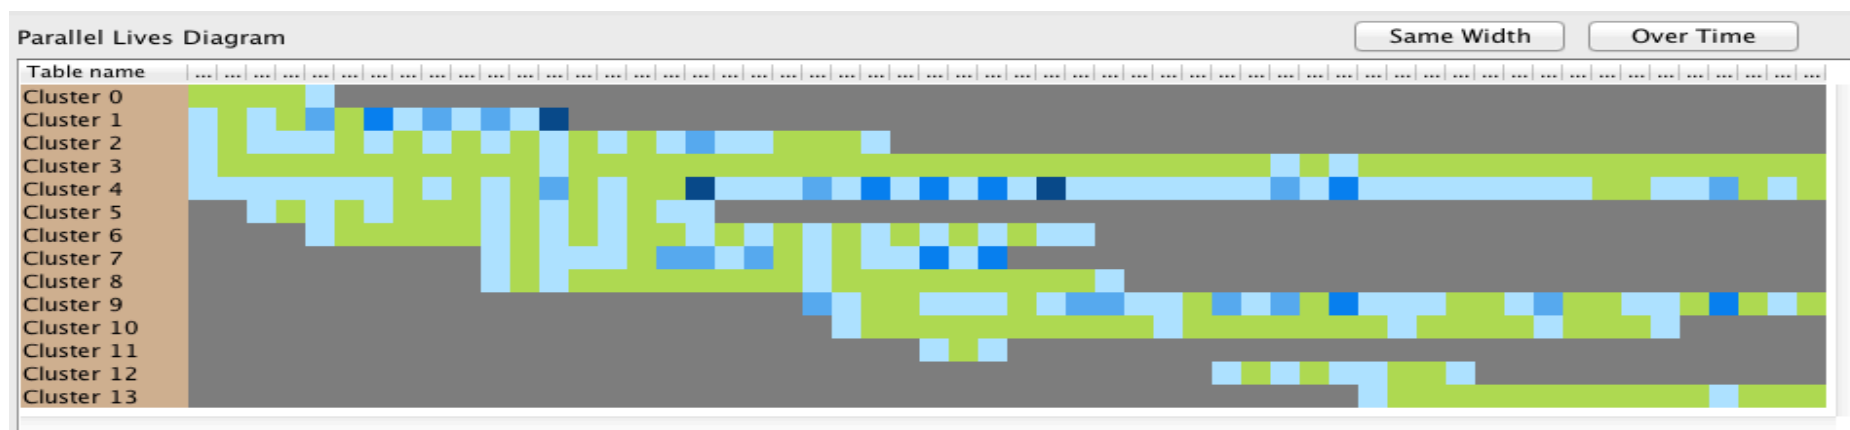 Parallel Lives Diagram
Same Width
Over Time
Table name ... ... ... ... ... ... ... ... ... ... ... ... ... ... ... ... ... ... ... ... ... ... ... ... ... ... ... ... ... ... ... ... ... ... ... ... ... ... ... ... ... ... ... ... ... ... ... ... ... ... ... ... ... ... ... ...
Cluster 0
Cluster 1
Cluster 2
Cluster 3
Cluster 4
Cluster 5
Cluster 6
Cluster 7
Cluster 8
Cluster 9
Cluster 10
Cluster 11
Cluster 12
Cluster 13